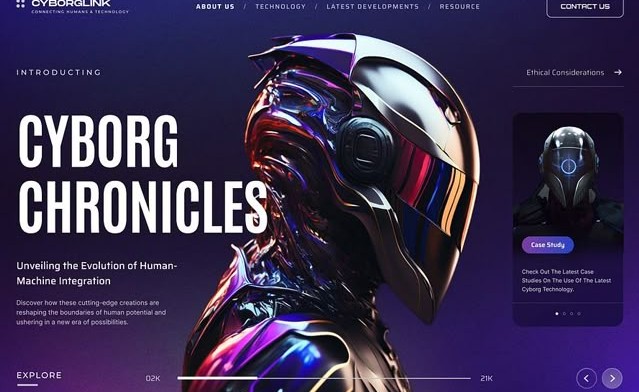 CYBORGLINK
CONNECTING HUMANS & TECHNOLOGY
ABOUT US / TECHNOLOGY / LATEST DEVELOPMENTS / RESOURCE
CONTACT US
INTRODUCTING
Ethical Considerations →
CYBORG
CHRONICLES
Unveiling the Evolution of Human-
Machine Integration
Discover how these cutting-edge creations are
reshaping the boundaries of human potential and
ushering in a new era of possibilities.
Case Study
Check Out The Latest Case
Studies On The Use Of The Latest
Cyborg Technology.
EXPLORE
02K
21K